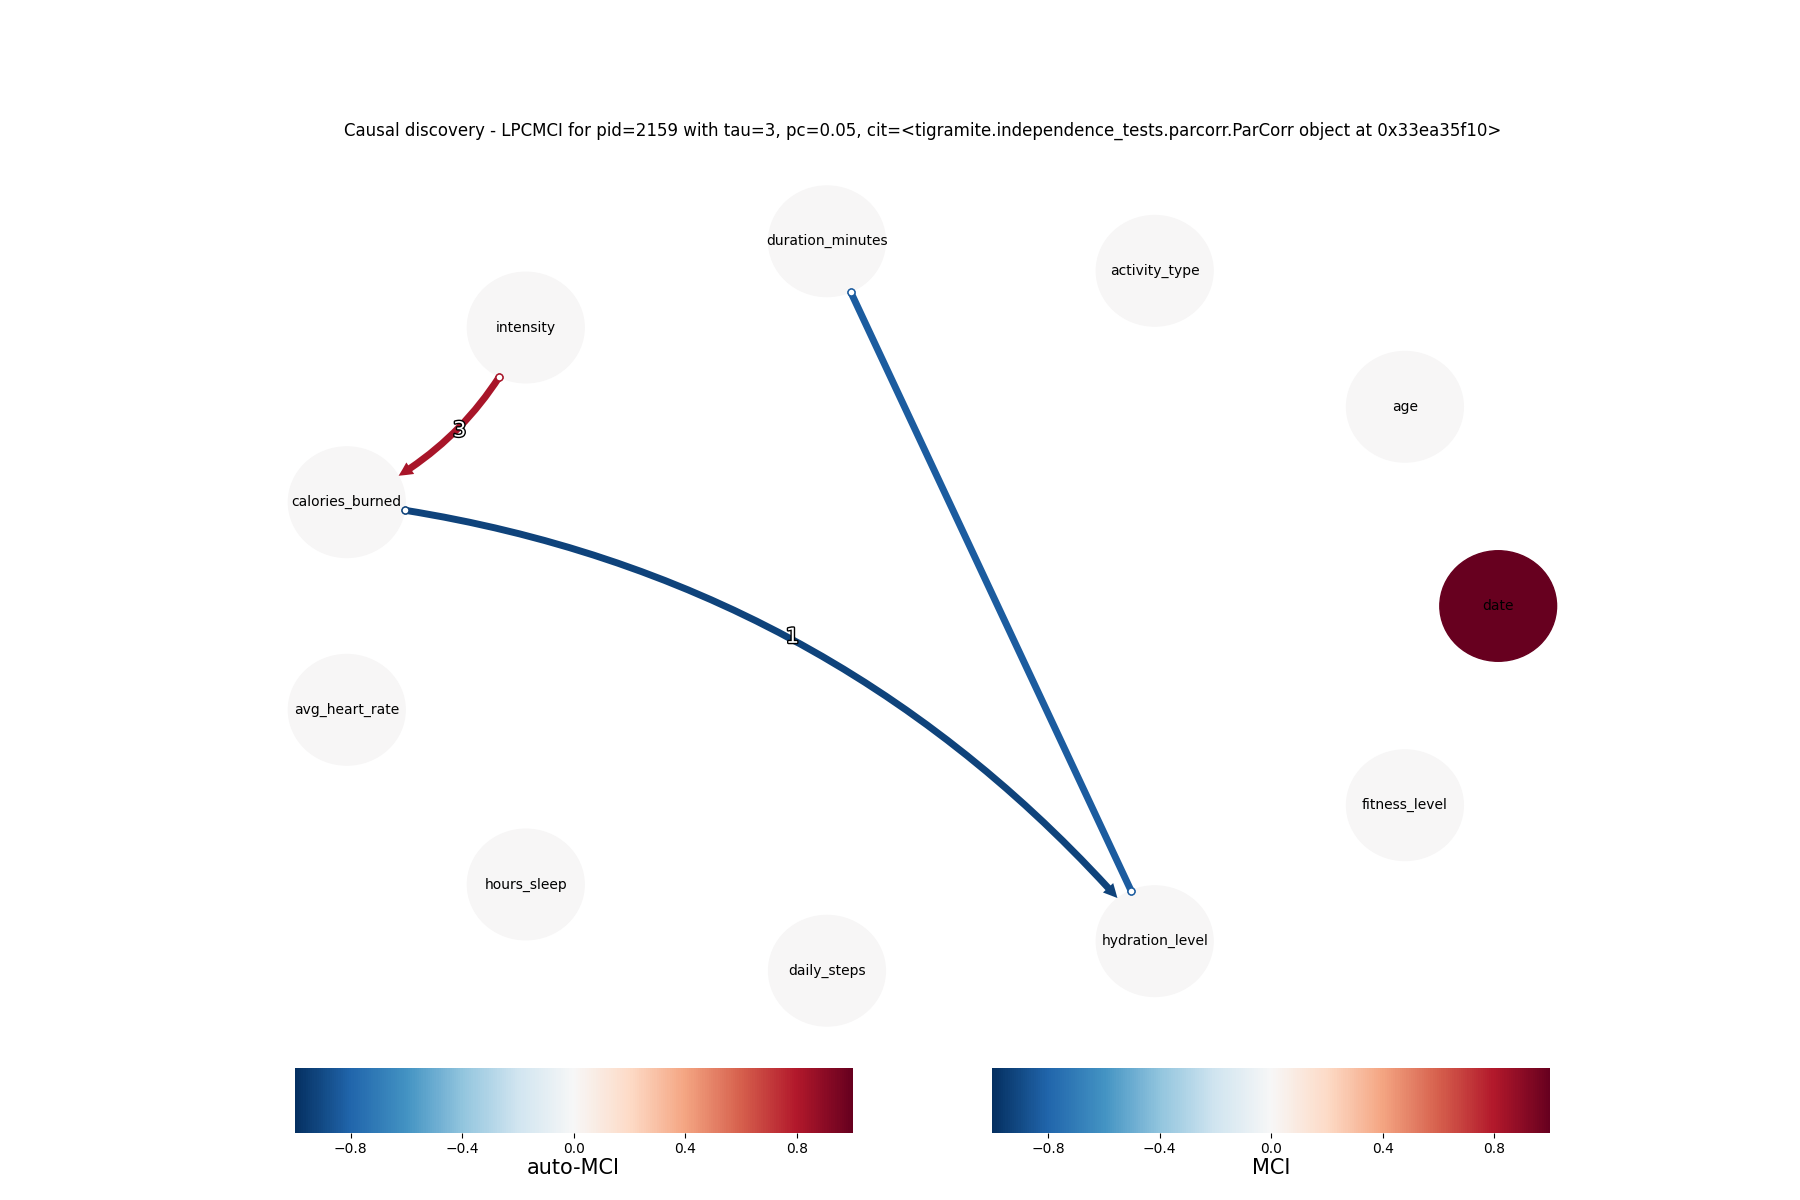 Causal discovery - LPCMCI for pid=2159 with tau=3, pc=0.05, cit=<tigramite.independence_tests.parcorr.ParCorr object at 0x33ea35f10>
duration_minutes
activity_type
intensity
age
3
calories_burned
date
1
avg_heart_rate
fitness_level
hours_sleep
hydration_level
daily_steps
−0.8 −0.4 0.0 0.4 0.8
auto-MCI
−0.8 −0.4 0.0 0.4 0.8
MCI